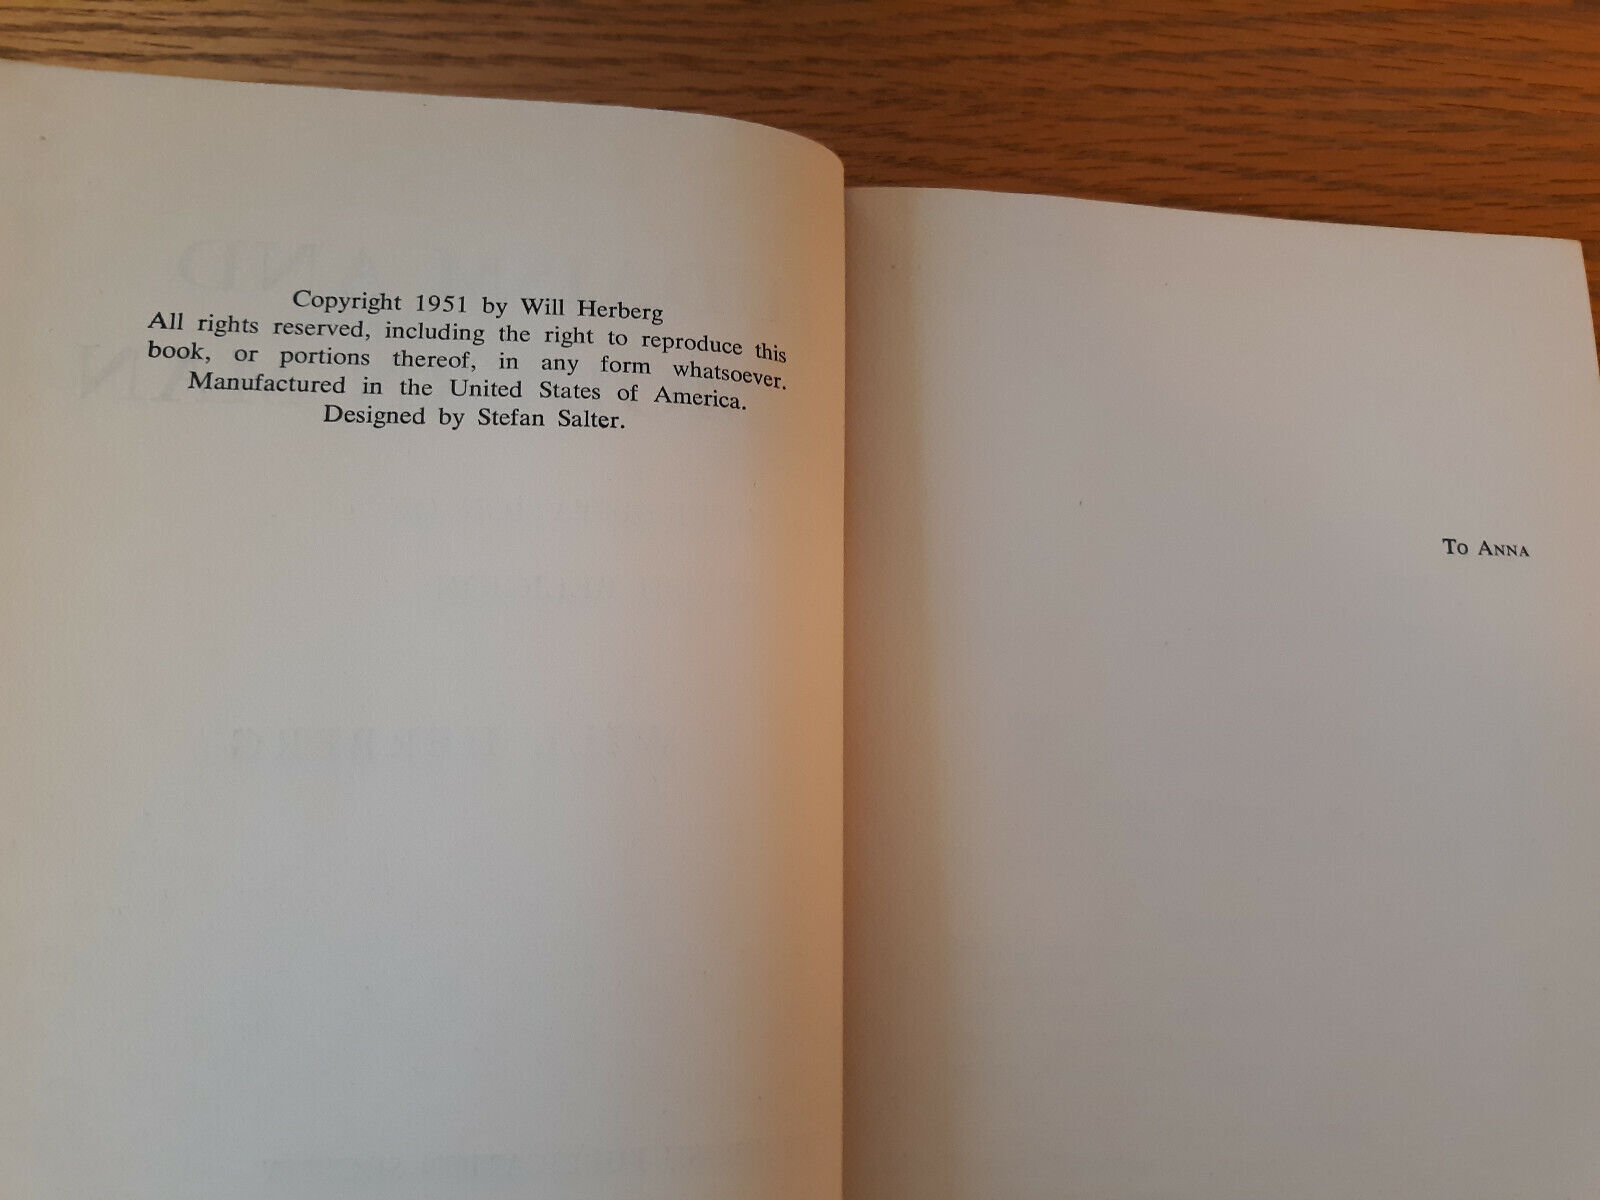 Copyright 1951 by Will Herberg
All rights reserved, including the right to reproduce this
book, or portions thereof, in any form whatsoever.
Manufactured in the United States of America.
Designed by Stefan Salter.
To Anna